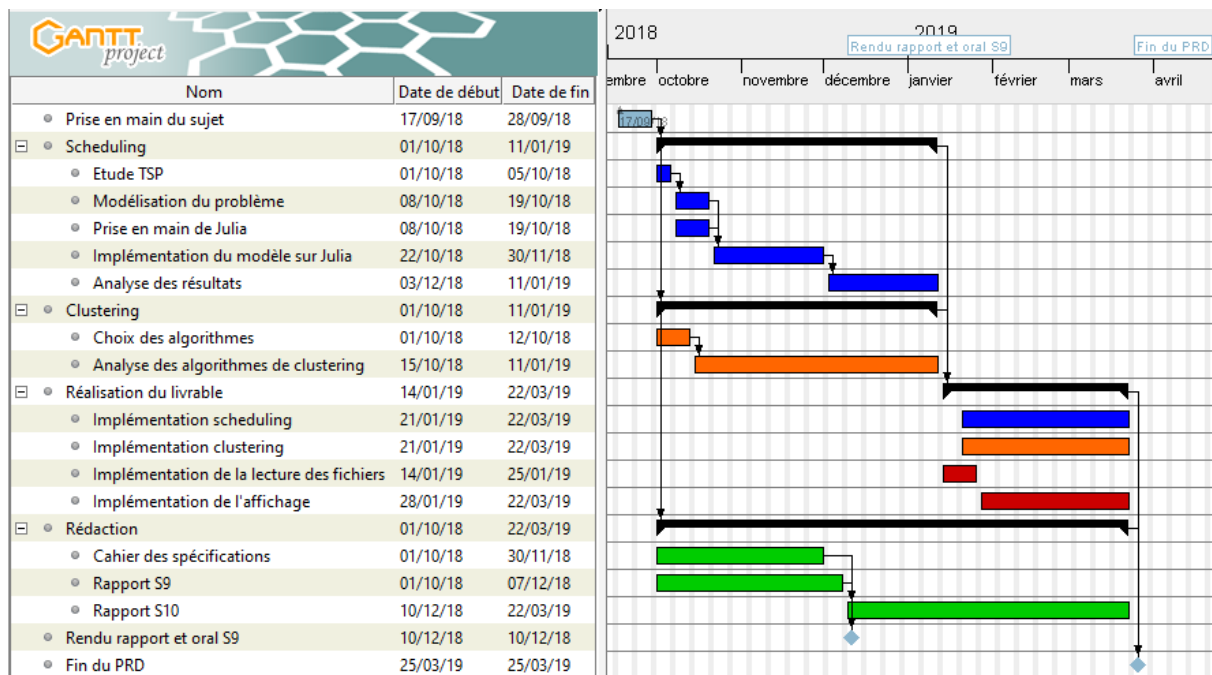 GANTT project
2018 2019
Rendu rapport et oral S9 Fin du PRD
embre octobre novembre décembre janvier février mars avril
Nom Date de début Date de fin
Prise en main du sujet 17/09/18 28/09/18
17/09/18
Scheduling 01/10/18 11/01/19
Etude TSP 01/10/18 05/10/18
Modélisation du problème 08/10/18 19/10/18
Prise en main de Julia 08/10/18 19/10/18
Implémentation du modèle sur Julia 22/10/18 30/11/18
Analyse des résultats 03/12/18 11/01/19
Clustering 01/10/18 11/01/19
Choix des algorithmes 01/10/18 12/10/18
Analyse des algorithmes de clustering 15/10/18 11/01/19
Réalisation du livrable 14/01/19 22/03/19
Implémentation scheduling 21/01/19 22/03/19
Implémentation clustering 21/01/19 22/03/19
Implémentation de la lecture des fichiers 14/01/19 25/01/19
Implémentation de l'affichage 28/01/19 22/03/19
Rédaction 01/10/18 22/03/19
Cahier des spécifications 01/10/18 30/11/18
Rapport S9 01/10/18 07/12/18
Rapport S10 10/12/18 22/03/19
Rendu rapport et oral S9 10/12/18 10/12/18
Fin du PRD 25/03/19 25/03/19